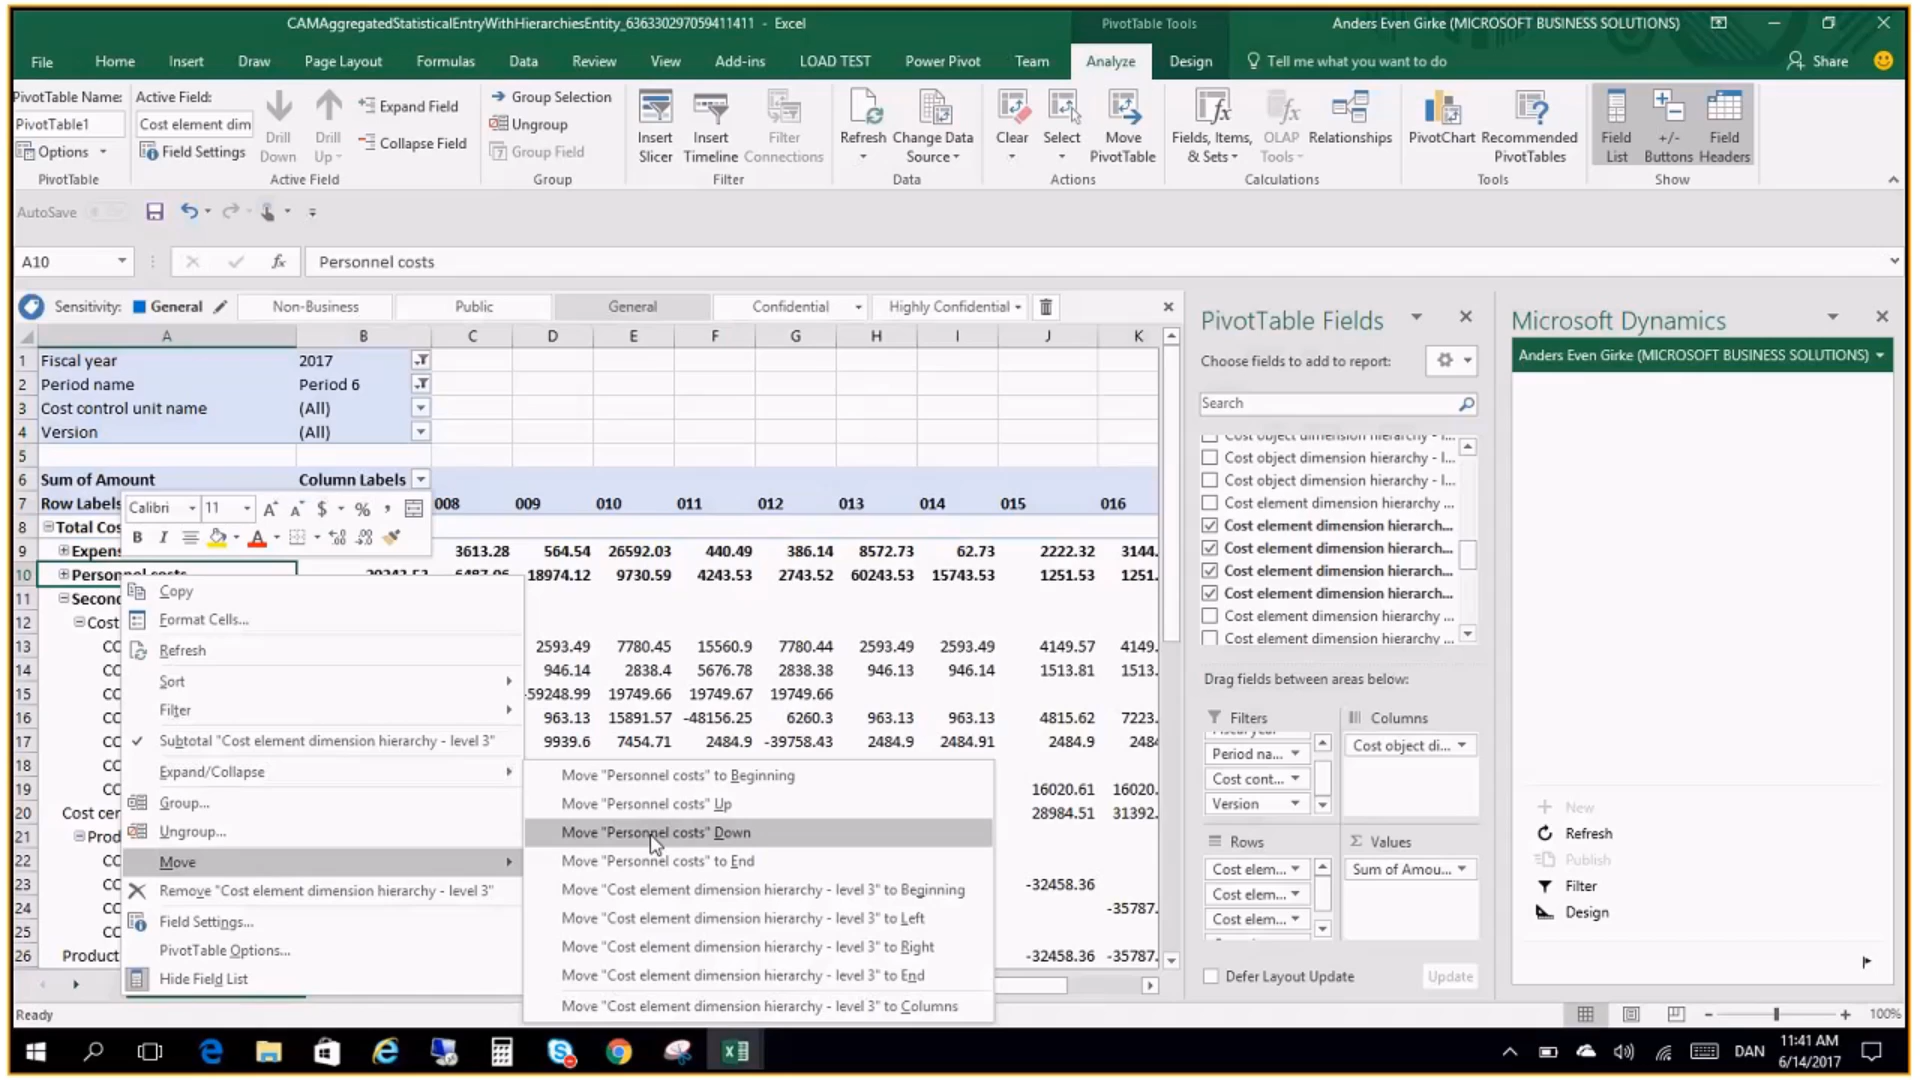 CAMAggregatedStatisticalEntryWithHierarchiesEntity_636330297059411411 - Excel
PivotTable Tools
Anders Even Girke (MICROSOFT BUSINESS SOLUTIONS)
File Home Insert Draw Page Layout Formulas Data Review View Add-ins LOAD TEST Power Pivot Team Analyze Design Tell me what you want to do Share
PivotTable Name: Active Field: Expand Field Group Selection
PivotTable1 Cost element dim Drill Down Drill Up Collapse Field Ungroup
Options Field Settings Group Field
Insert Slicer Insert Timeline Filter Connections Refresh Change Data Source Clear Select Move PivotTable Fields, Items, & Sets OLAP Tools Relationships PivotChart Recommended PivotTables Field List +/- Buttons Field Headers
PivotTable Active Field Group Filter Data Actions Calculations Tools Show
AutoSave
A10 fx Personnel costs
Sensitivity: General Non-Business Public General Confidential Highly Confidential
A B C D E F G H I J K
1 Fiscal year 2017
2 Period name Period 6
3 Cost control unit name (All)
4 Version (All)
5
6 Sum of Amount Column Labels
7 Row Labels 008 009 010 011 012 013 014 015 016
Calibri 11 $ % ,
B I A
8 Total Cos
9 Expens 3613.28 564.54 26592.03 440.49 386.14 8572.73 62.73 2222.32 3144.
10 Personnel costs 18974.12 9730.59 4243.53 2743.52 60243.53 15743.53 1251.53 1251.
11 Second
12 Cost
13 CC 2593.49 7780.45 15560.9 7780.44 2593.49 2593.49 4149.57 4149.
14 CC 946.14 2838.4 5676.78 2838.38 946.13 946.14 1513.81 1513.
15 CC -59248.99 19749.66 19749.67 19749.66
16 CC 963.13 15891.57 -48156.25 6260.3 963.13 963.13 4815.62 7223.
17 CC 9939.6 7454.71 2484.9 -39758.43 2484.9 2484.91 2484.9 2484
18 CC
19 CC 16020.61 16020.
20 Cost cen 28984.51 31392.
21 Prod
22 CC
23 CC -32458.36
24 CC -35787.
25 CC
26 Product -32458.36 -35787.
Copy
Format Cells...
Refresh
Sort
Filter
Subtotal "Cost element dimension hierarchy - level 3"
Expand/Collapse
Group...
Ungroup...
Move
Remove "Cost element dimension hierarchy - level 3"
Field Settings...
PivotTable Options...
Hide Field List
Move "Personnel costs" to Beginning
Move "Personnel costs" Up
Move "Personnel costs" Down
Move "Personnel costs" to End
Move "Cost element dimension hierarchy - level 3" to Beginning
Move "Cost element dimension hierarchy - level 3" to Left
Move "Cost element dimension hierarchy - level 3" to Right
Move "Cost element dimension hierarchy - level 3" to End
Move "Cost element dimension hierarchy - level 3" to Columns
PivotTable Fields
Choose fields to add to report:
Search
Cost object dimension hierarchy - l...
Cost object dimension hierarchy - l...
Cost object dimension hierarchy - l...
Cost element dimension hierarchy ...
Cost element dimension hierarch...
Cost element dimension hierarch...
Cost element dimension hierarch...
Cost element dimension hierarch...
Cost element dimension hierarchy ...
Cost element dimension hierarchy ...
Drag fields between areas below:
Filters Columns
Fiscal year
Period na... Cost object di...
Cost cont...
Version
Rows Σ Values
Cost elem... Sum of Amou...
Cost elem...
Cost elem...
Defer Layout Update Update
Microsoft Dynamics
Anders Even Girke (MICROSOFT BUSINESS SOLUTIONS)
New
Refresh
Publish
Filter
Design
Ready 100%
DAN 11:41 AM
6/14/2017